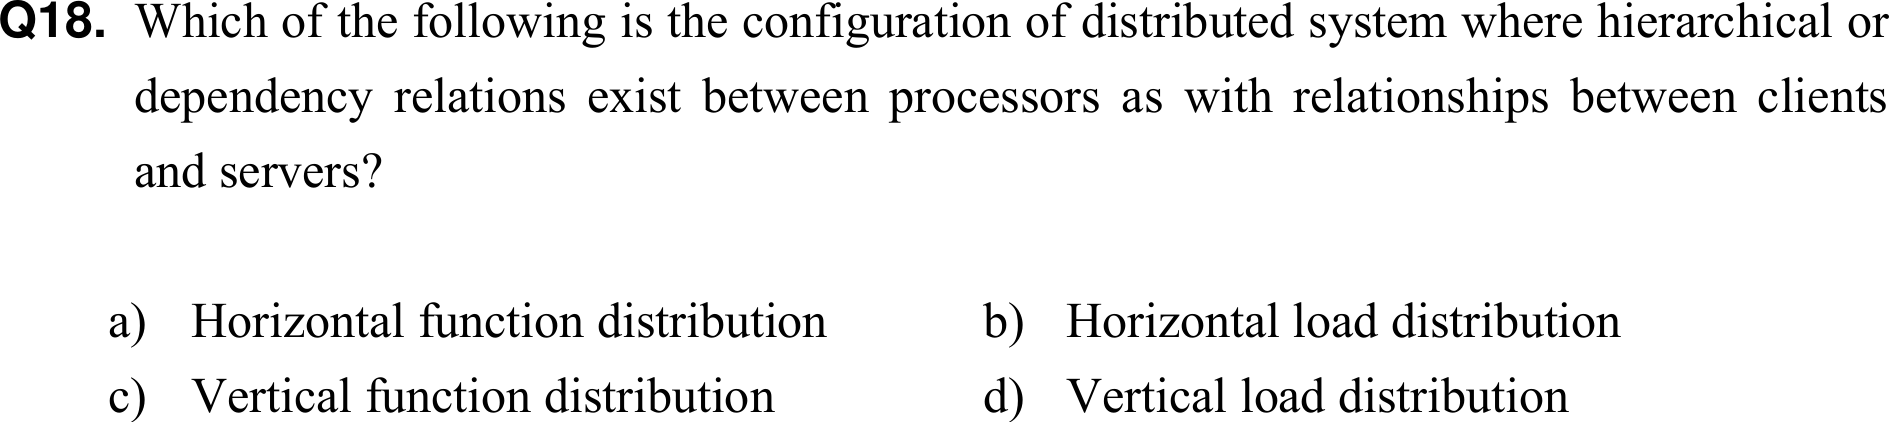 Q18. Which of the following is the configuration of distributed system where hierarchical or
dependency relations exist between processors as with relationships between clients
and servers?
a) Horizontal function distribution b) Horizontal load distribution
c) Vertical function distribution d) Vertical load distribution